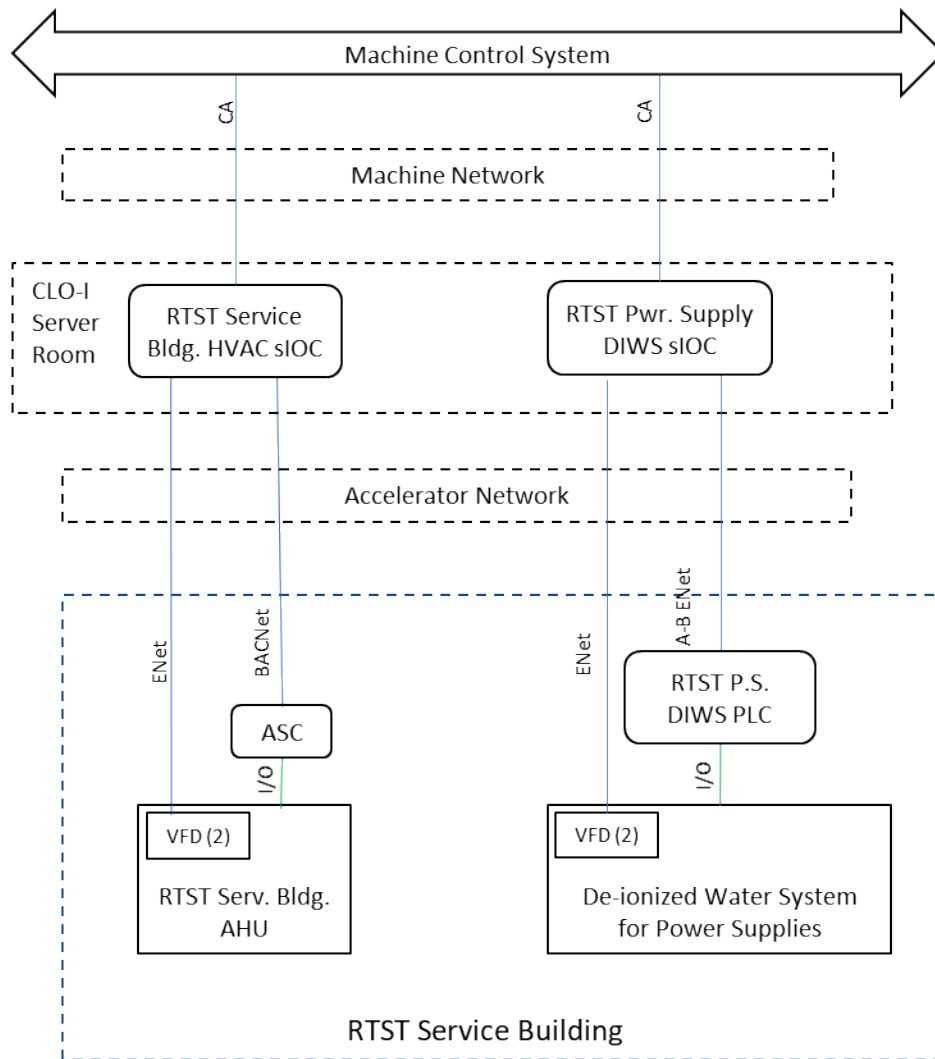 Machine Control System
CA
CA
Machine Network
CLO-I
Server
Room
RTST Service
Bldg. HVAC sIOC
RTST Pwr. Supply
DIWS sIOC
Accelerator Network
ENet
BACNet
ENet
A-B ENet
ASC
RTST P.S.
DIWS PLC
I/O
I/O
VFD (2)
VFD (2)
RTST Serv. Bldg.
AHU
De-ionized Water System
for Power Supplies
RTST Service Building